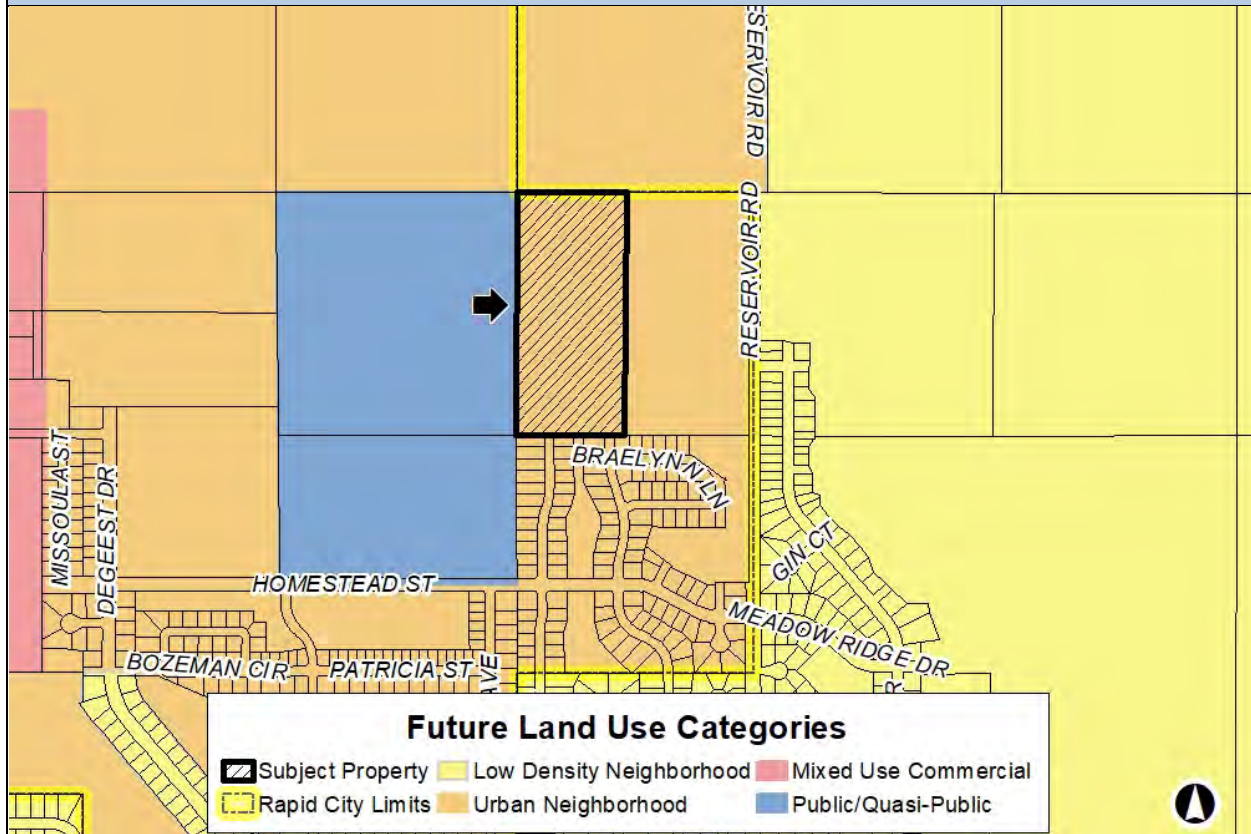 SERVOIR RD
RESERVOIR RD
BRAELYNN LN
MISSOULA ST
DEGEEST DR
GIN CT
HOMESTEAD ST
MEADOW RIDGE DR
BOZEMAN CIR
PATRICIA ST
AVE
R
Future Land Use Categories
Subject Property Low Density Neighborhood Mixed Use Commercial
Rapid City Limits Urban Neighborhood Public/Quasi-Public